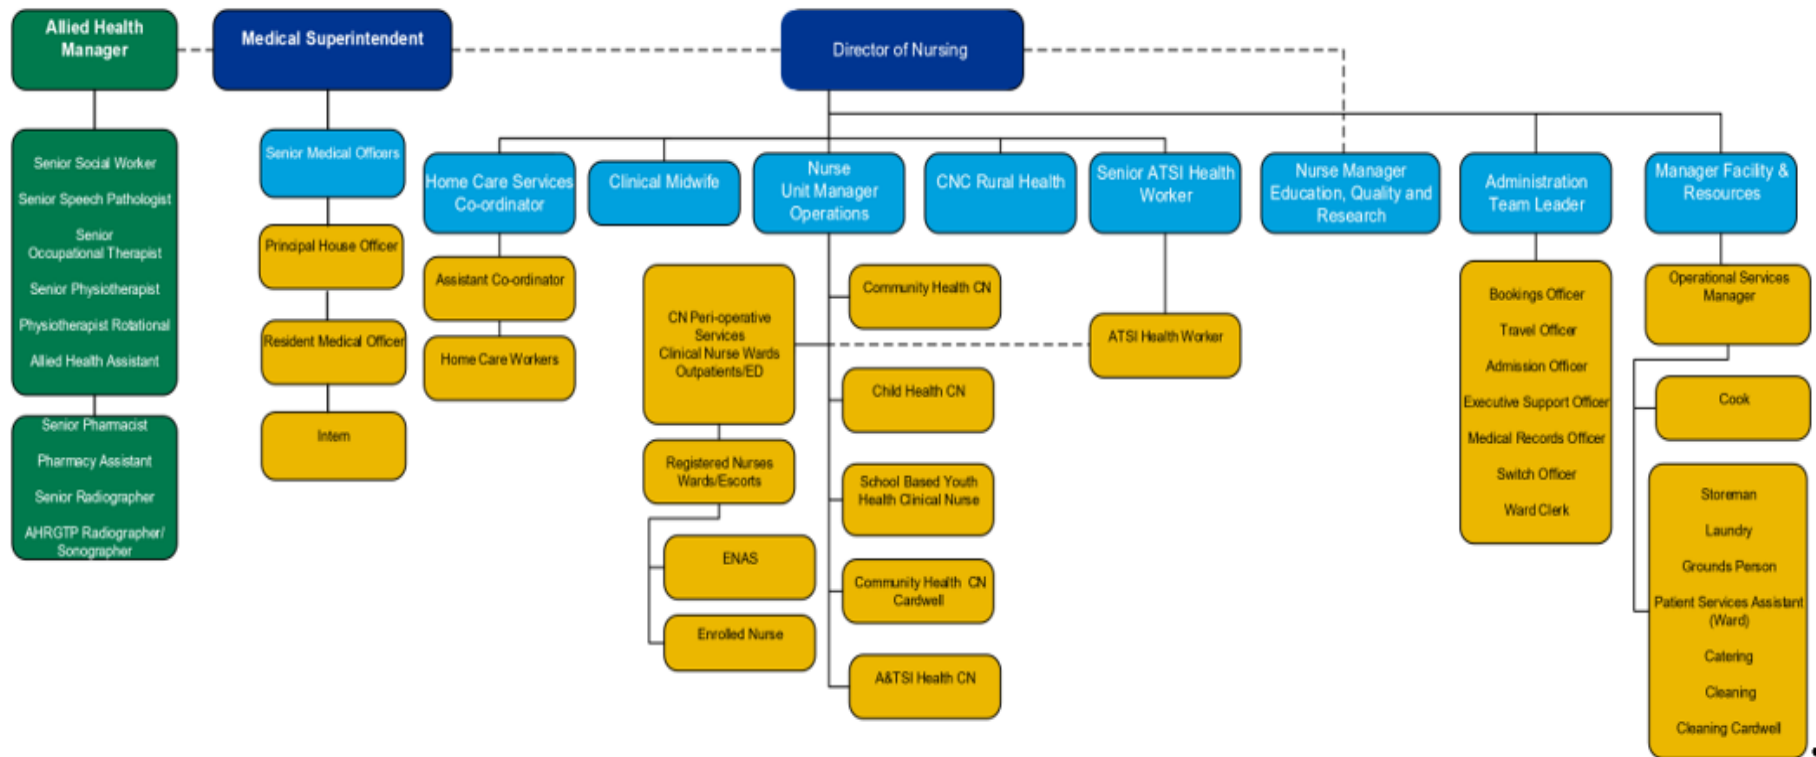 Allied Health
Manager
Medical Superintendent
Director of Nursing
Senior Social Worker
Senior Speech Pathologist
Senior
Occupational Therapist
Senior Physiotherapist
Physiotherapist Rotational
Allied Health Assistant
Senior Pharmacist
Pharmacy Assistant
Senior Radiographer
AHRGTP Radiographer/
Sonographer
Senior Medical Officers
Principal House Officer
Resident Medical Officer
Intern
Home Care Services
Co-ordinator
Assistant Co-ordinator
Home Care Workers
Clinical Midwife
Nurse
Unit Manager
Operations
CN Peri-operative
Services
Clinical Nurse Wards
Outpatients/ED
Registered Nurses
Wards/Escorts
ENAS
Enrolled Nurse
Community Health CN
Child Health CN
School Based Youth
Health Clinical Nurse
Community Health CN
Cardwell
A&TSI Health CN
CNC Rural Health
Senior ATSI Health
Worker
ATSI Health Worker
Nurse Manager
Education, Quality and
Research
Administration
Team Leader
Bookings Officer
Travel Officer
Admission Officer
Executive Support Officer
Medical Records Officer
Switch Officer
Ward Clerk
Manager Facility &
Resources
Operational Services
Manager
Cook
Storeman
Laundry
Grounds Person
Patient Services Assistant
(Ward)
Catering
Cleaning
Cleaning Cardwell